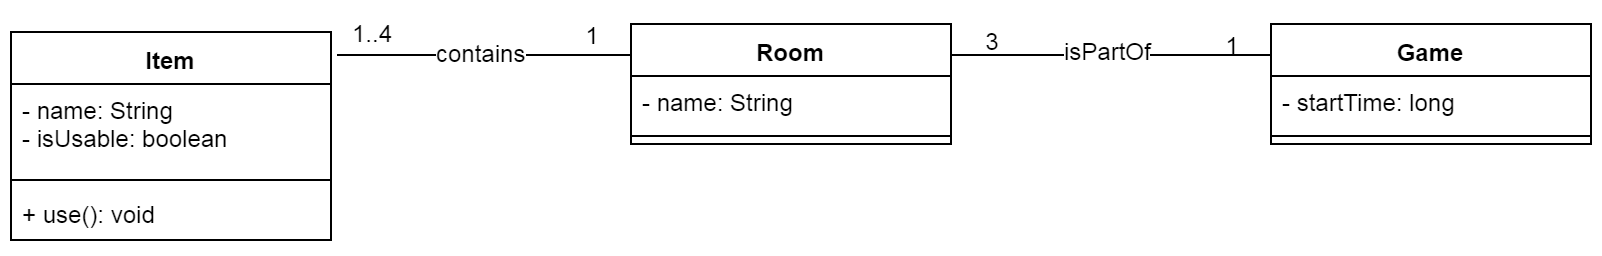 Item
- name: String
- isUsable: boolean
+ use(): void
1..4
contains
1
Room
- name: String
3
isPartOf
1
Game
- startTime: long